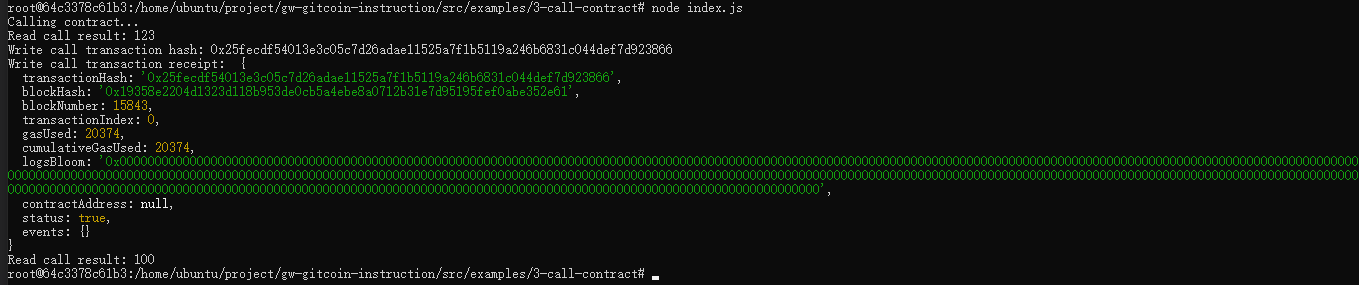 root@64c3378c61b3:/home/ubuntu/project/gw-gitcoin-instruction/src/examples/3-call-contract# node index.js
Calling contract...
Read call result: 123
Write call transaction hash: 0x25fecdf54013e3c05c7d26adae11525a7f1b5119a246b6831c044def7d923866
Write call transaction receipt:  {
  transactionHash: '0x25fecdf54013e3c05c7d26adae11525a7f1b5119a246b6831c044def7d923866',
  blockHash: '0x19358e2204d1323d118b953de0cb5a4ebe8a0712b31e7d95195fef0abe352e61',
  blockNumber: 15843,
  transactionIndex: 0,
  gasUsed: 20374,
  cumulativeGasUsed: 20374,
  logsBloom: '0x000000000000000000000000000000000000000000000000000000000000000000000000000000000000000000000000000000000000000000000000000000000000000000000000000000000000000000000000000000000
0000000000000000000000000000000000000000000000000000000000000000000000000000000000000000000000000000000000000000000000000000000000000000000000000000000000000000000000000000000000000000000000000
00000000000000000000000000000000000000000000000000000000000000000000000000000000000000000000000000000000000000000000',
  contractAddress: null,
  status: true,
  events: {}
}
Read call result: 100
root@64c3378c61b3:/home/ubuntu/project/gw-gitcoin-instruction/src/examples/3-call-contract#